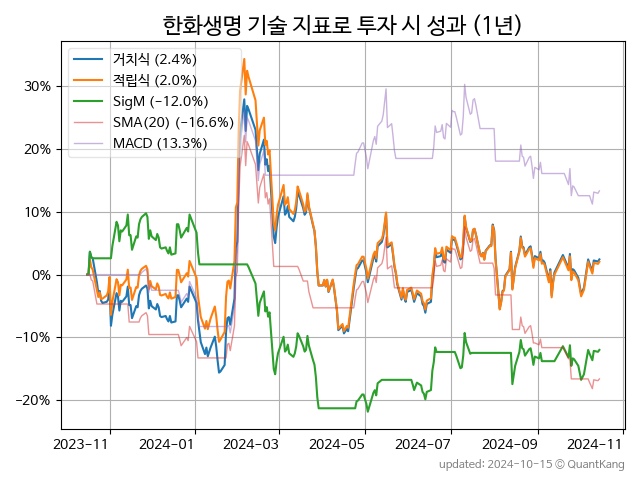 한화생명 기술 지표로 투자 시 성과 (1년)
거치식 (2.4%)
적립식 (2.0%)
SigM (−12.0%)
SMA(20) (−16.6%)
MACD (13.3%)
30%
20%
10%
0%
−10%
−20%
2023-11 2024-01 2024-03 2024-05 2024-07 2024-09 2024-11
updated: 2024-10-15 © QuantKang